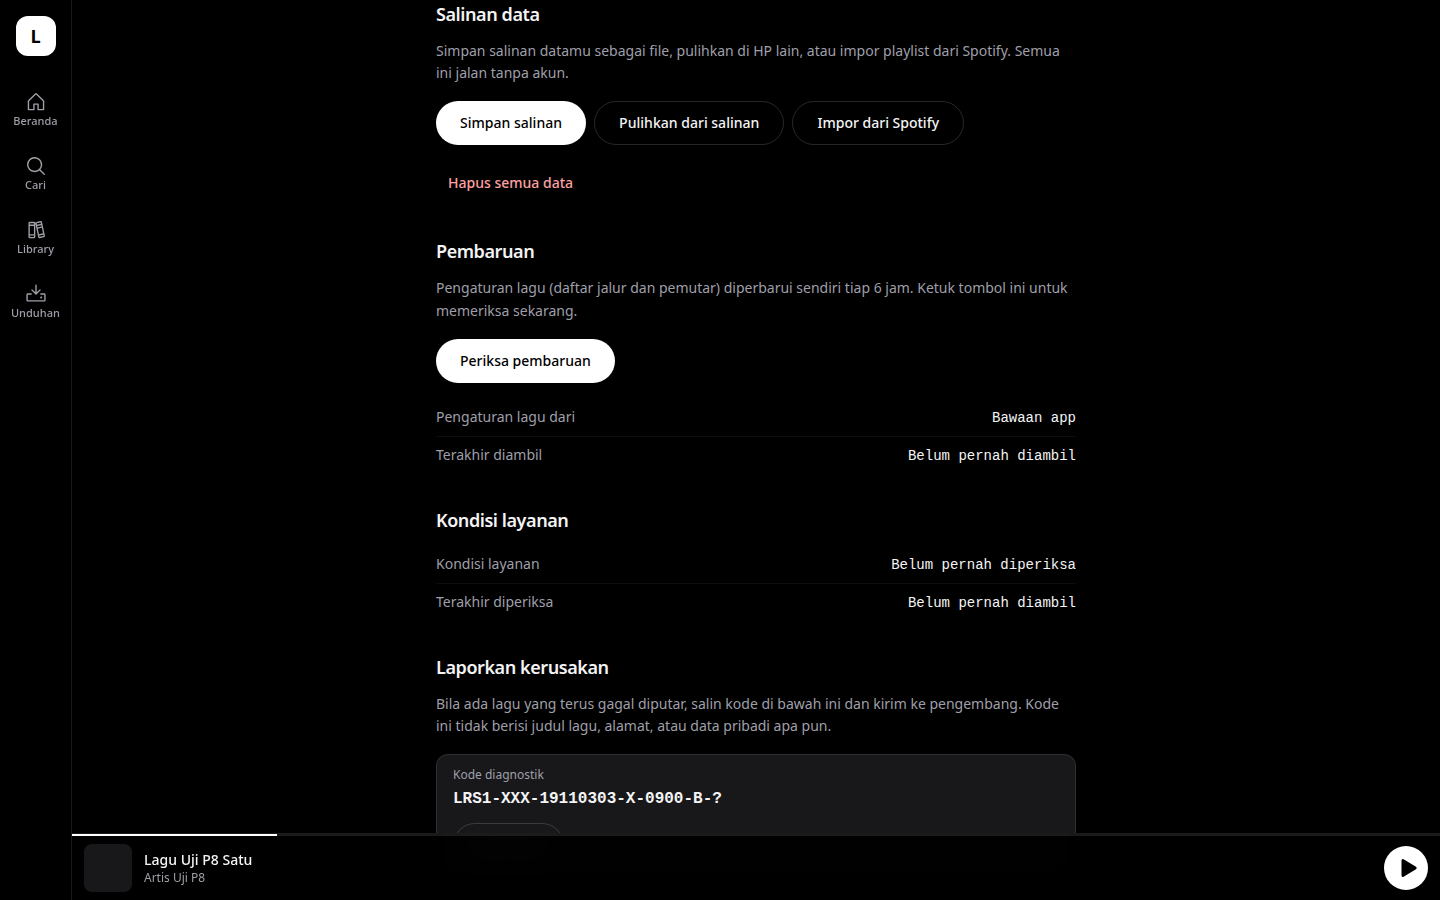 L
Beranda
Cari
Library
Unduhan
Salinan data
Simpan salinan datamu sebagai file, pulihkan di HP lain, atau impor playlist dari Spotify. Semua
ini jalan tanpa akun.
Simpan salinan
Pulihkan dari salinan
Impor dari Spotify
Hapus semua data
Pembaruan
Pengaturan lagu (daftar jalur dan pemutar) diperbarui sendiri tiap 6 jam. Ketuk tombol ini untuk
memeriksa sekarang.
Periksa pembaruan
Pengaturan lagu dari
Bawaan app
Terakhir diambil
Belum pernah diambil
Kondisi layanan
Kondisi layanan
Belum pernah diperiksa
Terakhir diperiksa
Belum pernah diambil
Laporkan kerusakan
Bila ada lagu yang terus gagal diputar, salin kode di bawah ini dan kirim ke pengembang. Kode
ini tidak berisi judul lagu, alamat, atau data pribadi apa pun.
Kode diagnostik
LRS1-XXX-19110303-X-0900-B-?
Lagu Uji P8 Satu
Artis Uji P8